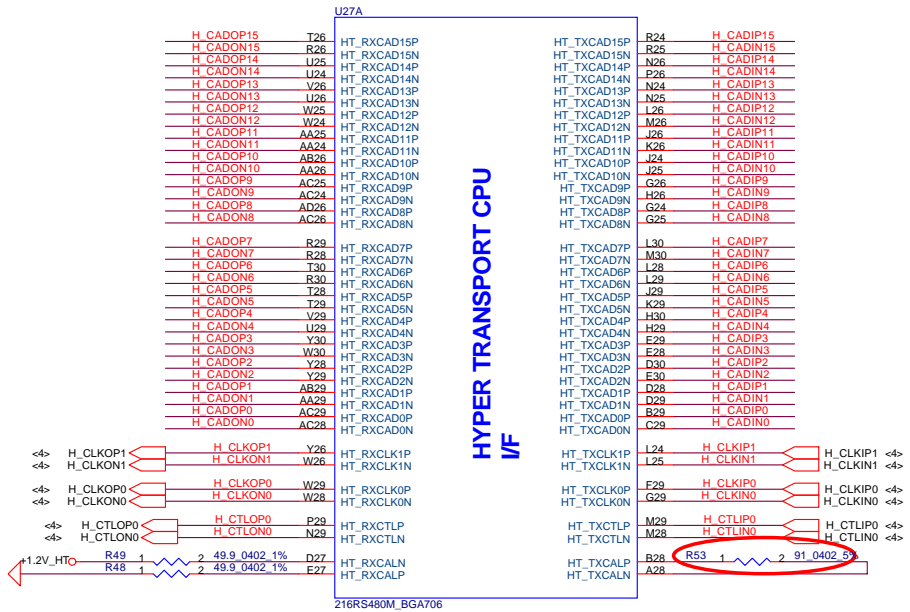 U27A
H_CADOP15 T26 HT_RXCAD15P HT_TXCAD15P R24 H_CADIP15
H_CADON15 R26 HT_RXCAD15N HT_TXCAD15N R25 H_CADIN15
H_CADOP14 U25 HT_RXCAD14P HT_TXCAD14P N26 H_CADIP14
H_CADON14 U24 HT_RXCAD14N HT_TXCAD14N P26 H_CADIN14
H_CADOP13 V26 HT_RXCAD13P HT_TXCAD13P N24 H_CADIP13
H_CADON13 U26 HT_RXCAD13N HT_TXCAD13N N25 H_CADIN13
H_CADOP12 W25 HT_RXCAD12P HT_TXCAD12P L26 H_CADIP12
H_CADON12 W24 HT_RXCAD12N HT_TXCAD12N M26 H_CADIN12
H_CADOP11 AA25 HT_RXCAD11P HT_TXCAD11P J26 H_CADIP11
H_CADON11 AA24 HT_RXCAD11N HT_TXCAD11N K26 H_CADIN11
H_CADOP10 AB26 HT_RXCAD10P HT_TXCAD10P J24 H_CADIP10
H_CADON10 AA26 HT_RXCAD10N HT_TXCAD10N J25 H_CADIN10
H_CADOP9 AC25 HT_RXCAD9P HT_TXCAD9P G26 H_CADIP9
H_CADON9 AC24 HT_RXCAD9N HT_TXCAD9N H26 H_CADIN9
H_CADOP8 AD26 HT_RXCAD8P HT_TXCAD8P G24 H_CADIP8
H_CADON8 AC26 HT_RXCAD8N HT_TXCAD8N G25 H_CADIN8
H_CADOP7 R29 HT_RXCAD7P HT_TXCAD7P L30 H_CADIP7
H_CADON7 R28 HT_RXCAD7N HT_TXCAD7N M30 H_CADIN7
H_CADOP6 T30 HT_RXCAD6P HT_TXCAD6P L28 H_CADIP6
H_CADON6 R30 HT_RXCAD6N HT_TXCAD6N L29 H_CADIN6
H_CADOP5 T28 HT_RXCAD5P HT_TXCAD5P J29 H_CADIP5
H_CADON5 T29 HT_RXCAD5N HT_TXCAD5N K29 H_CADIN5
H_CADOP4 V29 HT_RXCAD4P HT_TXCAD4P H30 H_CADIP4
H_CADON4 U29 HT_RXCAD4N HT_TXCAD4N H29 H_CADIN4
H_CADOP3 Y30 HT_RXCAD3P HT_TXCAD3P E29 H_CADIP3
H_CADON3 W30 HT_RXCAD3N HT_TXCAD3N E28 H_CADIN3
H_CADOP2 Y28 HT_RXCAD2P HT_TXCAD2P D30 H_CADIP2
H_CADON2 Y29 HT_RXCAD2N HT_TXCAD2N E30 H_CADIN2
H_CADOP1 AB29 HT_RXCAD1P HT_TXCAD1P D28 H_CADIP1
H_CADON1 AA29 HT_RXCAD1N HT_TXCAD1N D29 H_CADIN1
H_CADOP0 AC29 HT_RXCAD0P HT_TXCAD0P B29 H_CADIP0
H_CADON0 AC28 HT_RXCAD0N HT_TXCAD0N C29 H_CADIN0
HYPER TRANSPORT CPU
I/F
<4> H_CLKOP1 H_CLKOP1 Y26 HT_RXCLK1P HT_TXCLK1P L24 H_CLKIP1 H_CLKIP1 <4>
<4> H_CLKON1 H_CLKON1 W26 HT_RXCLK1N HT_TXCLK1N L25 H_CLKIN1 H_CLKIN1 <4>
<4> H_CLKOP0 H_CLKOP0 W29 HT_RXCLK0P HT_TXCLK0P F29 H_CLKIP0 H_CLKIP0 <4>
<4> H_CLKON0 H_CLKON0 W28 HT_RXCLK0N HT_TXCLK0N G29 H_CLKIN0 H_CLKIN0 <4>
<4> H_CTLOP0 H_CTLOP0 P29 HT_RXCTLP HT_TXCTLP M29 H_CTLIP0 H_CTLIP0 <4>
<4> H_CTLON0 H_CTLON0 N29 HT_RXCTLN HT_TXCTLN M28 H_CTLIN0 H_CTLIN0 <4>
+1.2V_HT R49 1 2 49.9_0402_1% D27 HT_RXCALN HT_TXCALP B28 R53 1 2 91_0402_5%
R48 1 2 49.9_0402_1% E27 HT_RXCALP HT_TXCALN A28
216RS480M_BGA706